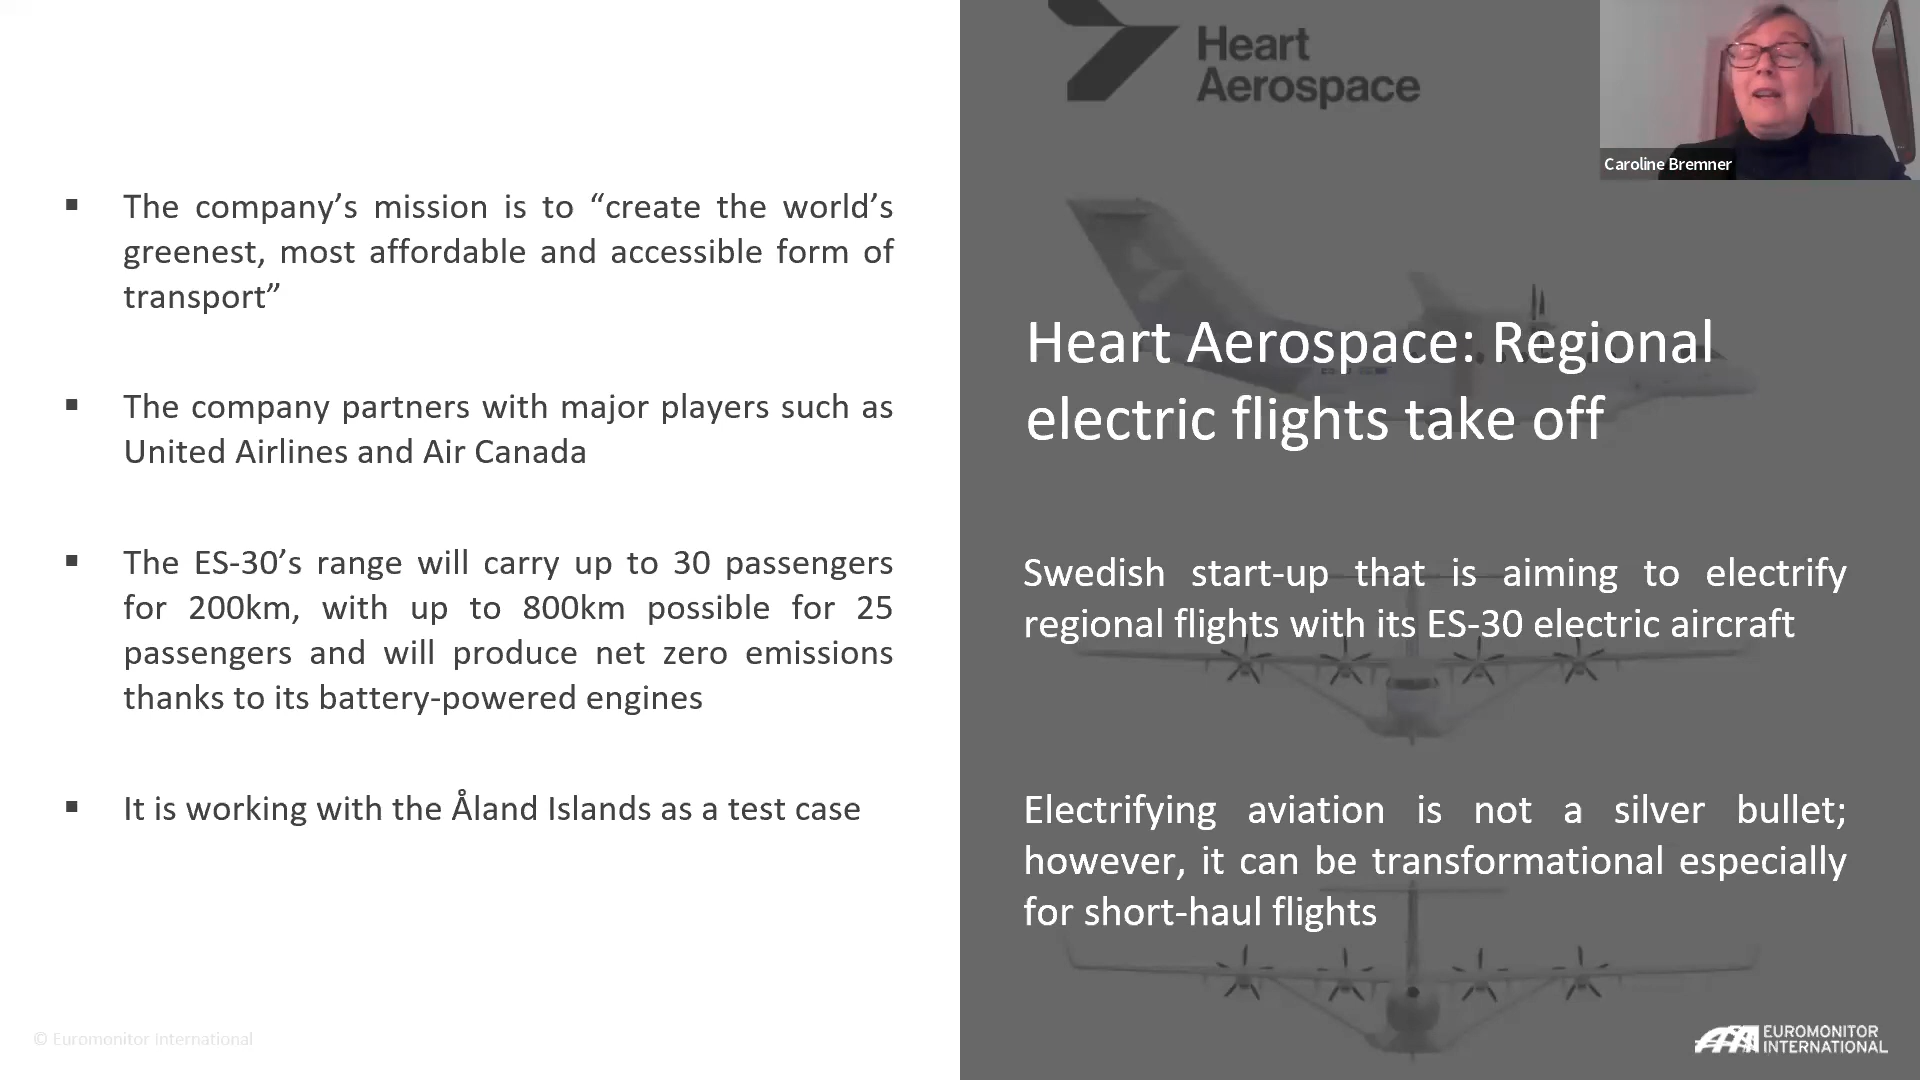 ▪ The company’s mission is to “create the world’s
greenest, most affordable and accessible form of
transport”
▪ The company partners with major players such as
United Airlines and Air Canada
▪ The ES-30’s range will carry up to 30 passengers
for 200km, with up to 800km possible for 25
passengers and will produce net zero emissions
thanks to its battery-powered engines
▪ It is working with the Åland Islands as a test case
© Euromonitor International
Heart
Aerospace
Caroline Bremner
Heart Aerospace: Regional
electric flights take off
Swedish start-up that is aiming to electrify
regional flights with its ES-30 electric aircraft
Electrifying aviation is not a silver bullet;
however, it can be transformational especially
for short-haul flights
EUROMONITOR
INTERNATIONAL